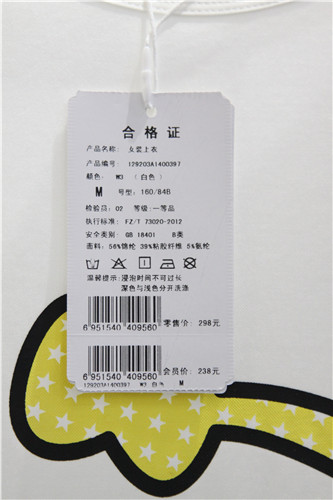 合格证
产品名称: 女装上衣
产品编号: 129203A1400397
颜色: W3 (白色)
M 号型: 160/84B
检验员: 02 等级: 一等品
执行标准: FZ/T 73020-2012
安全类别: GB 18401 B类
面料: 56%锦纶 39%粘胶纤维 5%氨纶
温馨提示: 浸泡时间不可过长
深色与浅色分开洗涤
零售价: 298元
6 951540 409560
会员价: 238元
6 951540 409560
129203A1400397 W3 白色 M